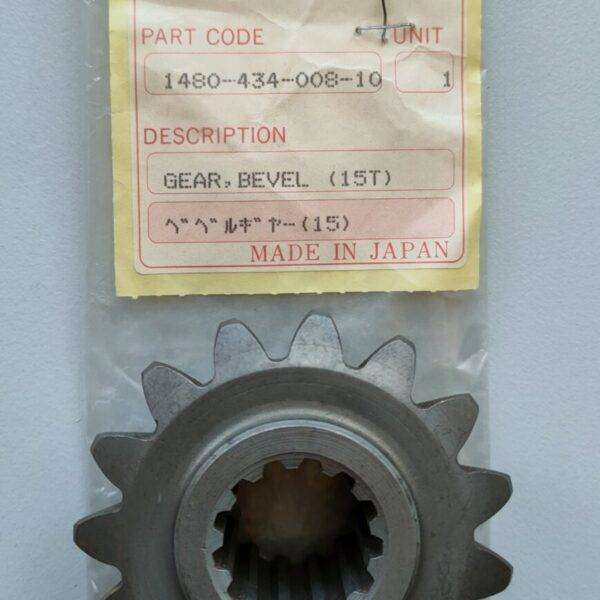 PART CODE UNIT
1480-434-008-10 1
DESCRIPTION
GEAR, BEVEL (15T)
ベベルギヤー(15)
MADE IN JAPAN